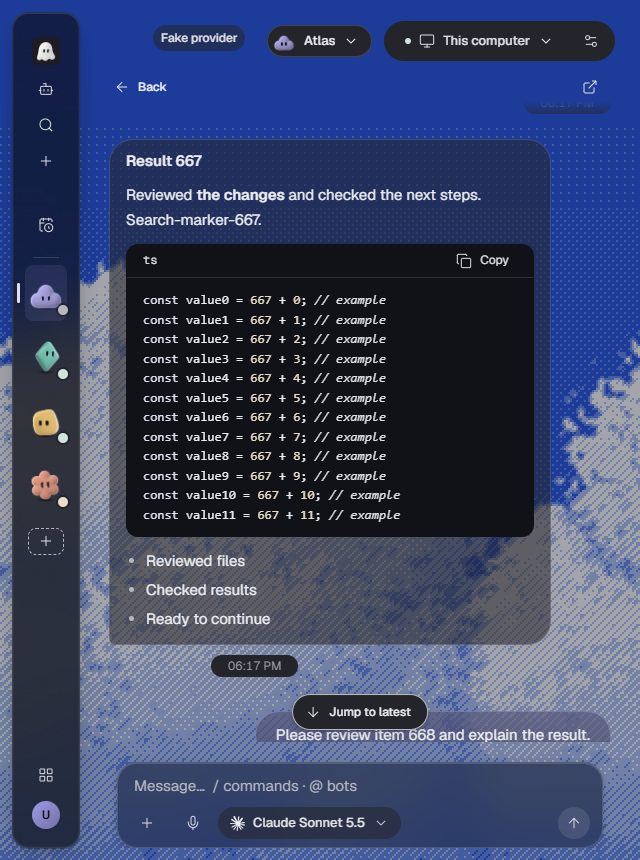 Fake provider
Atlas
This computer
Back
06:17 PM
Result 667
Reviewed the changes and checked the next steps.
Search-marker-667.
ts
Copy
const value0 = 667 + 0; // example
const value1 = 667 + 1; // example
const value2 = 667 + 2; // example
const value3 = 667 + 3; // example
const value4 = 667 + 4; // example
const value5 = 667 + 5; // example
const value6 = 667 + 6; // example
const value7 = 667 + 7; // example
const value8 = 667 + 8; // example
const value9 = 667 + 9; // example
const value10 = 667 + 10; // example
const value11 = 667 + 11; // example
• Reviewed files
• Checked results
• Ready to continue
06:17 PM
Jump to latest
Please review item 668 and explain the result.
Message... / commands · @ bots
Claude Sonnet 5.5
U